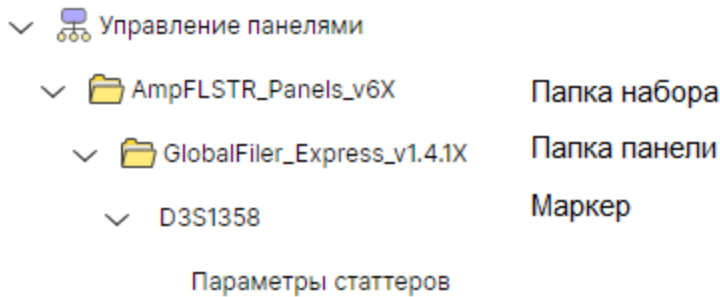 Управление панелями
AmpFLSTR_Panels_v6X Папка набора
GlobalFiler_Express_v1.4.1X Папка панели
D3S1358 Маркер
Параметры статтеров